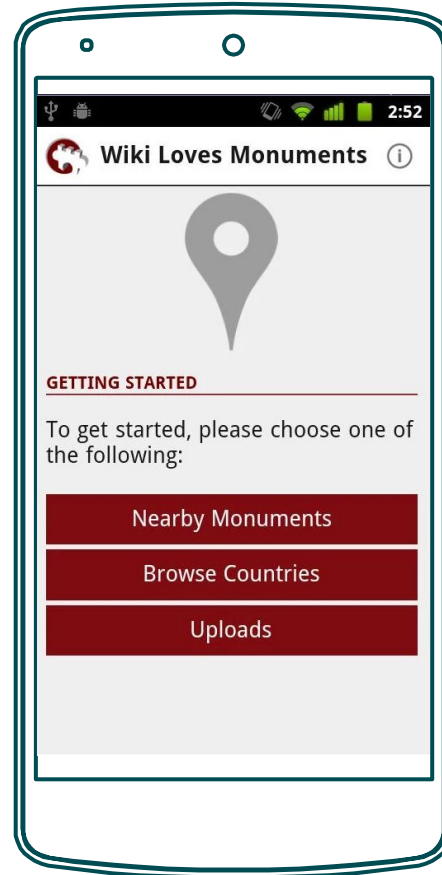 2:52
Wiki Loves Monuments
GETTING STARTED
To get started, please choose one of
the following:
Nearby Monuments
Browse Countries
Uploads